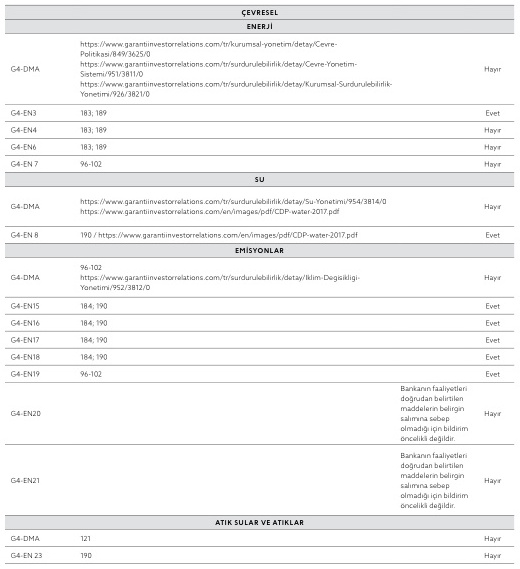 ÇEVRESEL
ENERJİ
G4-DMA
https://www.garantiinvestorrelations.com/tr/kurumsal-yonetim/detay/Cevre-
Politikasi/849/3625/0
https://www.garantiinvestorrelations.com/tr/surdurulebilirlik/detay/Cevre-Yonetim-
Sistemi/951/3811/0
https://www.garantiinvestorrelations.com/tr/surdurulebilirlik/detay/Kurumsal-Surdurulebilirlik-
Yonetimi/926/3821/0
Hayır
G4-EN3 183; 189 Evet
G4-EN4 183; 189 Hayır
G4-EN6 183; 189 Hayır
G4-EN 7 96-102 Hayır
SU
G4-DMA
https://www.garantiinvestorrelations.com/tr/surdurulebilirlik/detay/Su-Yonetimi/954/3814/0
https://www.garantiinvestorrelations.com/en/images/pdf/CDP-water-2017.pdf
Hayır
G4-EN 8 190 / https://www.garantiinvestorrelations.com/en/images/pdf/CDP-water-2017.pdf Evet
EMİSYONLAR
G4-DMA
96-102
https://www.garantiinvestorrelations.com/tr/surdurulebilirlik/detay/Iklim-Degisikligi-
Yonetimi/952/3812/0
Hayır
G4-EN15 184; 190 Evet
G4-EN16 184; 190 Evet
G4-EN17 184; 190 Evet
G4-EN18 184; 190 Evet
G4-EN19 96-102 Evet
G4-EN20
Bankanın faaliyetleri
doğrudan belirtilen
maddelerin belirgin
salımına sebep
olmadığı için bildirim
öncelikli değildir.
Hayır
G4-EN21
Bankanın faaliyetleri
doğrudan belirtilen
maddelerin belirgin
salımına sebep
olmadığı için bildirim
öncelikli değildir.
Hayır
ATIK SULAR VE ATIKLAR
G4-DMA 121 Hayır
G4-EN 23 190 Hayır